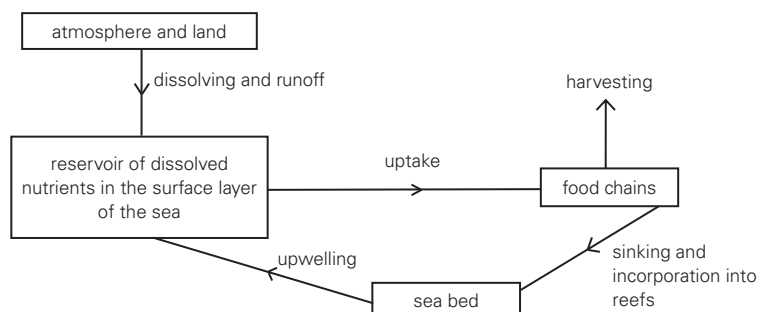 atmosphere and land
dissolving and runoff
harvesting
reservoir of dissolved
nutrients in the surface layer
of the sea
uptake
food chains
upwelling
sinking and
incorporation into
reefs
sea bed